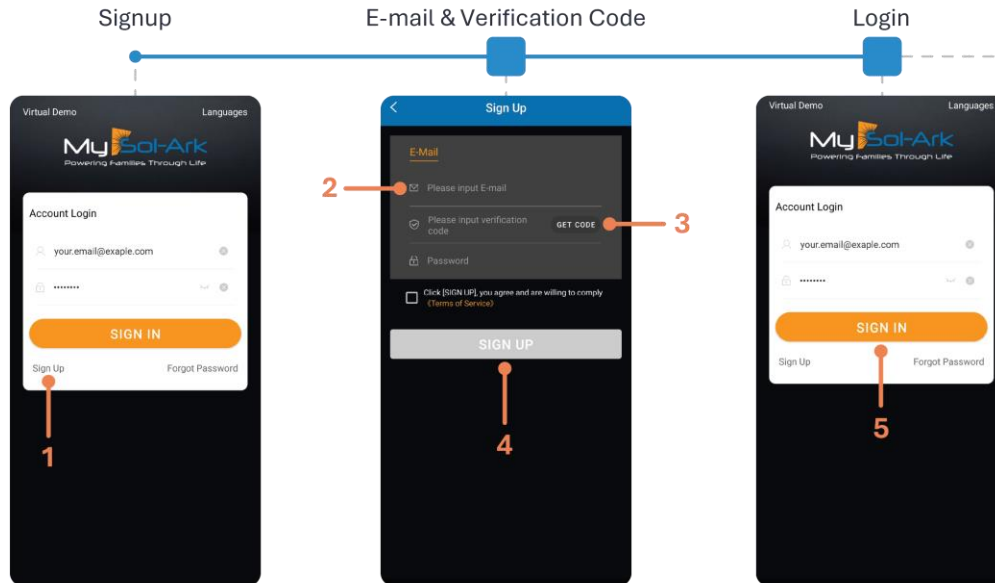 Signup
E-mail & Verification Code
Login
Virtual Demo
Languages
My Sol-Ark
Powering Families Through Life
Account Login
your.email@exaple.com
••••••••
SIGN IN
Sign Up
Forgot Password
1
Sign Up
E-Mail
2
Please input E-mail
Please input verification
code
GET CODE
3
Password
Click [SIGN UP], you agree and are willing to comply
《Terms of Service》
SIGN UP
4
Virtual Demo
Languages
My Sol-Ark
Powering Families Through Life
Account Login
your.email@exaple.com
••••••••
SIGN IN
Sign Up
Forgot Password
5